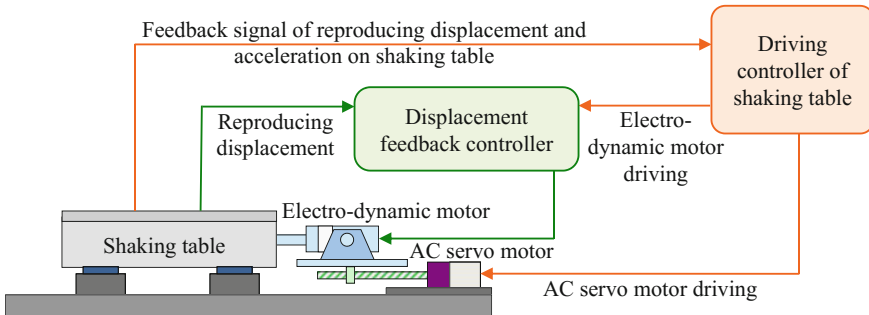 Feedback signal of reproducing displacement and
acceleration on shaking table
Driving
controller of
shaking table
Reproducing
displacement
Displacement
feedback controller
Electro-
dynamic motor
driving
Electro-dynamic motor
Shaking table
AC servo motor
AC servo motor driving